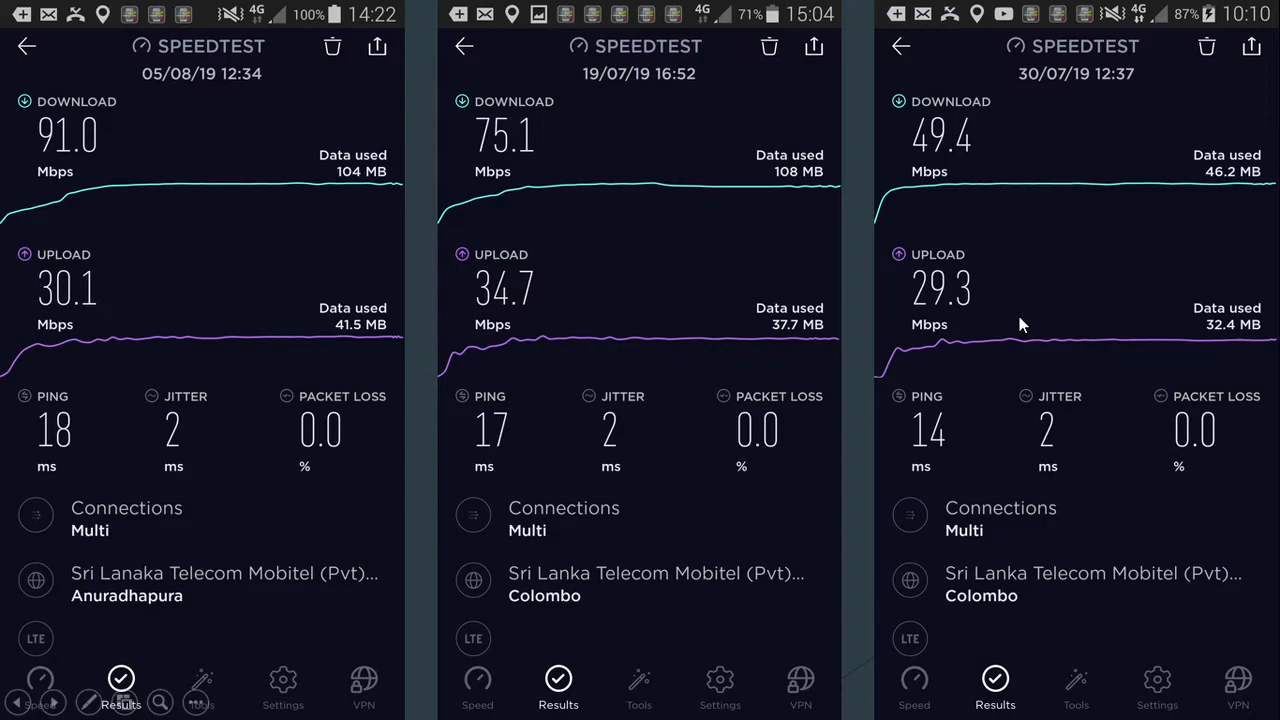 4G 100% 14:22
SPEEDTEST
05/08/19 12:34
DOWNLOAD
91.0
Mbps
Data used
104 MB
UPLOAD
30.1
Mbps
Data used
41.5 MB
PING JITTER PACKET LOSS
18 2 0.0
ms ms %
Connections
Multi
Sri Lanaka Telecom Mobitel (Pvt)...
Anuradhapura
LTE
Speed Results Tools Settings VPN
4G 71% 15:04
SPEEDTEST
19/07/19 16:52
DOWNLOAD
75.1
Mbps
Data used
108 MB
UPLOAD
34.7
Mbps
Data used
37.7 MB
PING JITTER PACKET LOSS
17 2 0.0
ms ms %
Connections
Multi
Sri Lanka Telecom Mobitel (Pvt)...
Colombo
LTE
Speed Results Tools Settings VPN
4G 87% 10:10
SPEEDTEST
30/07/19 12:37
DOWNLOAD
49.4
Mbps
Data used
46.2 MB
UPLOAD
29.3
Mbps
Data used
32.4 MB
PING JITTER PACKET LOSS
14 2 0.0
ms ms %
Connections
Multi
Sri Lanka Telecom Mobitel (Pvt)...
Colombo
LTE
Speed Results Tools Settings VPN